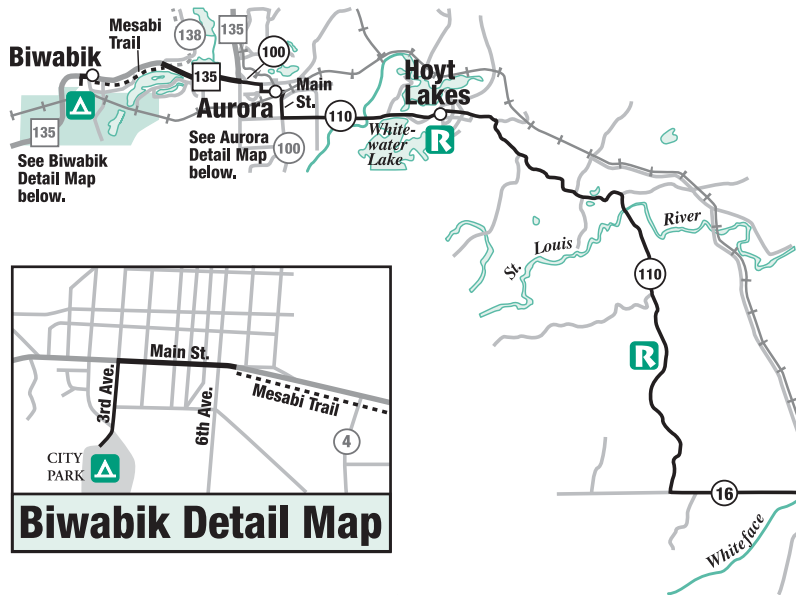 Mesabi
Trail
138
135
100
Biwabik
135
Hoyt
Lakes
Aurora
Main
St.
110
White-
water
Lake
R
135
See Aurora
Detail Map
below.
100
See Biwabik
Detail Map
below.
St. Louis River
110
R
Main St.
3rd Ave.
6th Ave.
Mesabi Trail
4
CITY
PARK
16
Whiteface
Biwabik Detail Map